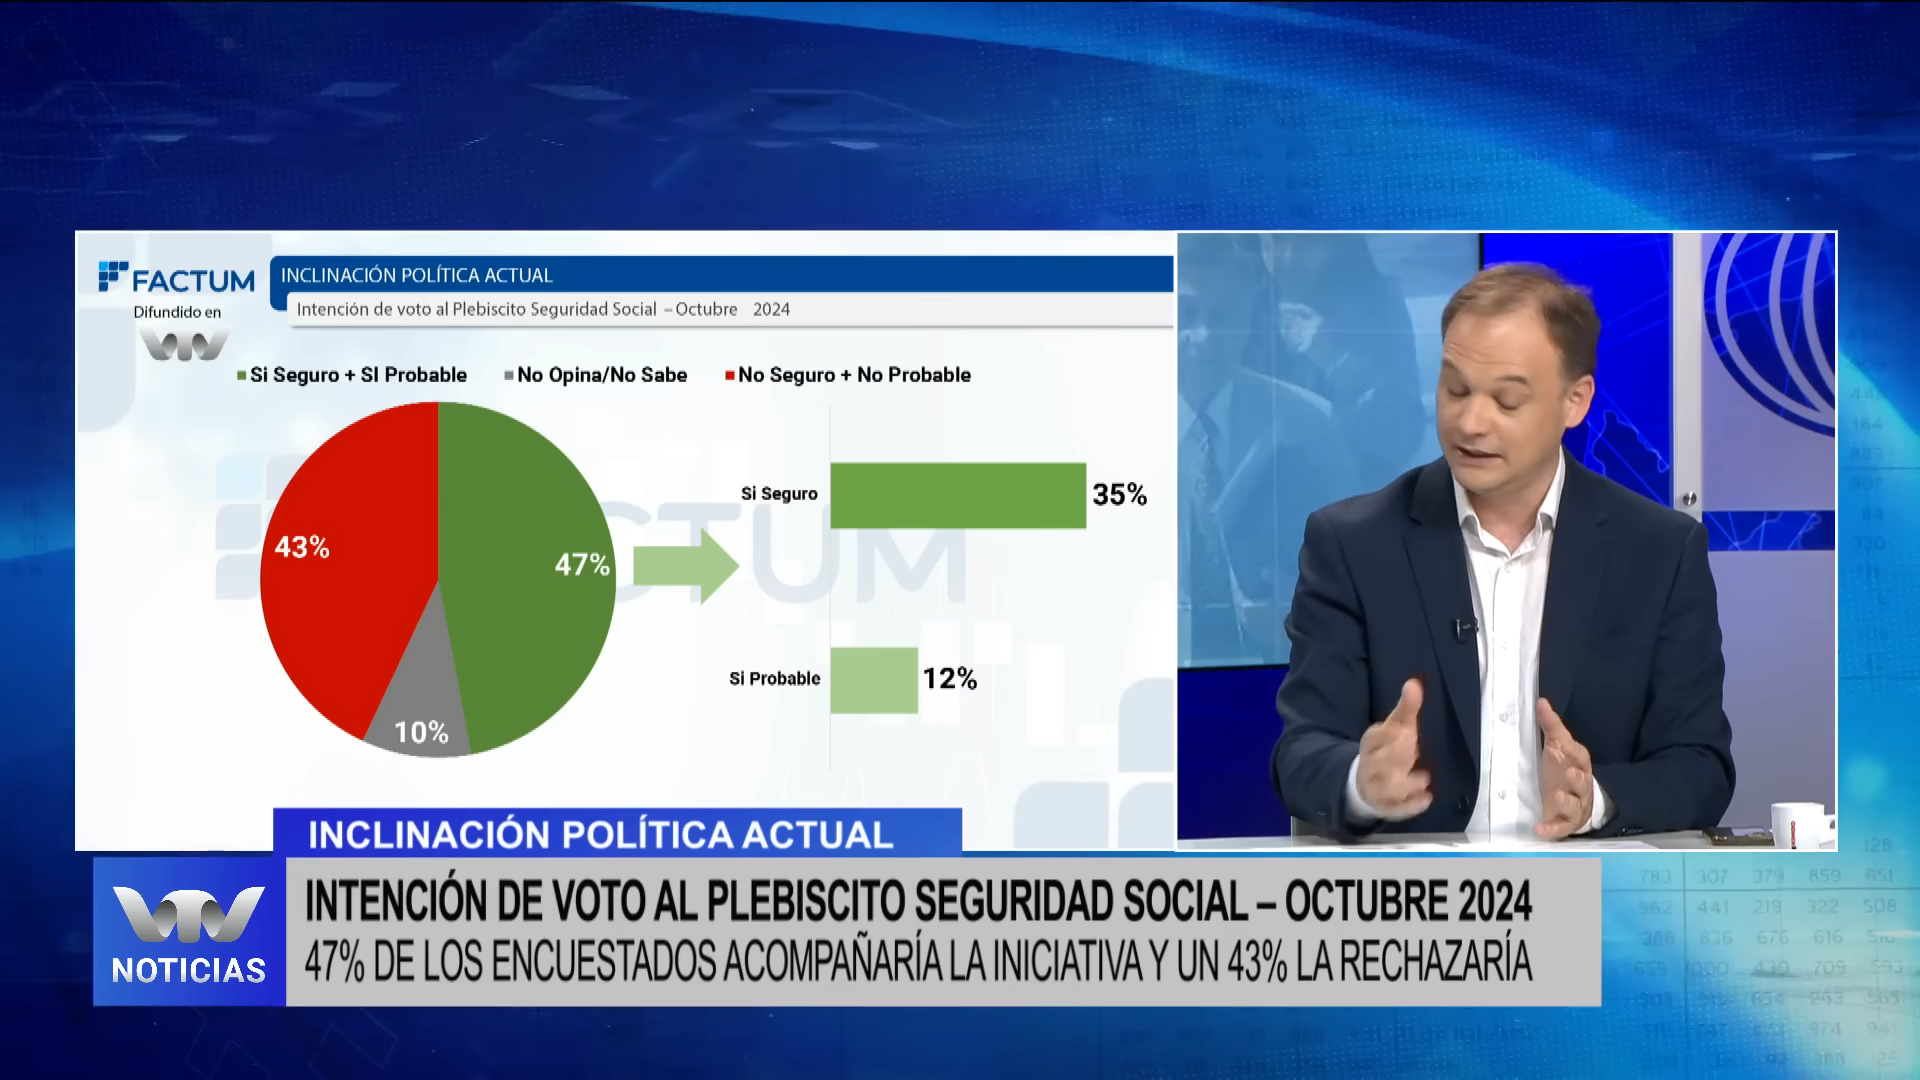 FACTUM
Difundido en
VTV
INCLINACIÓN POLÍTICA ACTUAL
Intención de voto al Plebiscito Seguridad Social – Octubre 2024
Si Seguro + SI Probable
No Opina/No Sabe
No Seguro + No Probable
43%
47%
10%
Si Seguro
35%
Si Probable
12%
INCLINACIÓN POLÍTICA ACTUAL
VTV
NOTICIAS
INTENCIÓN DE VOTO AL PLEBISCITO SEGURIDAD SOCIAL – OCTUBRE 2024
47% DE LOS ENCUESTADOS ACOMPAÑARÍA LA INICIATIVA Y UN 43% LA RECHAZARÍA